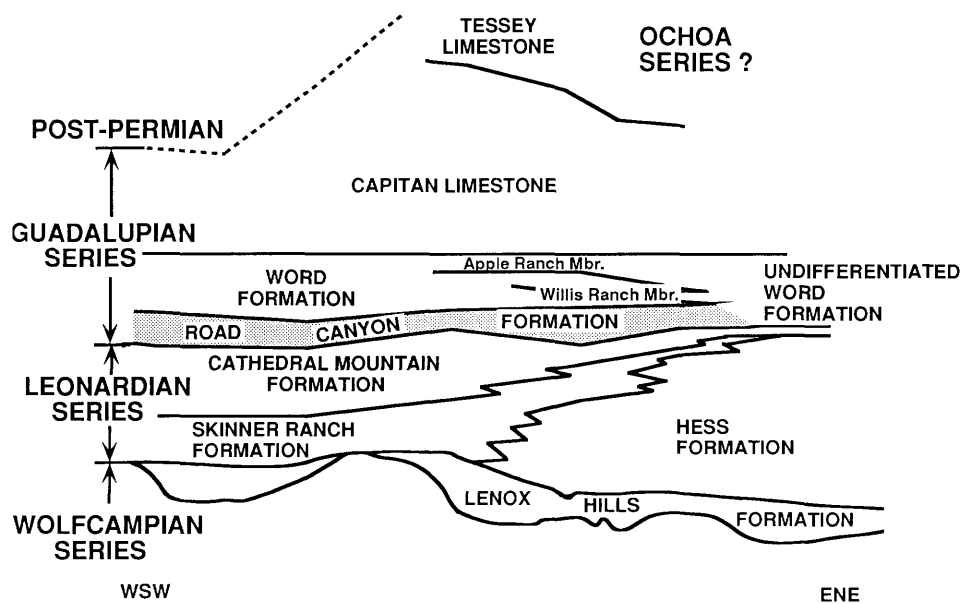 TESSEY
LIMESTONE
OCHOA
SERIES ?
POST-PERMIAN
CAPITAN LIMESTONE
GUADALUPIAN
SERIES
Apple Ranch Mbr.
WORD
FORMATION
Willis Ranch Mbr.
UNDIFFERENTIATED
WORD
FORMATION
ROAD CANYON FORMATION
CATHEDRAL MOUNTAIN
FORMATION
LEONARDIAN
SERIES
SKINNER RANCH
FORMATION
HESS
FORMATION
LENOX HILLS FORMATION
WOLFCAMPIAN
SERIES
WSW
ENE